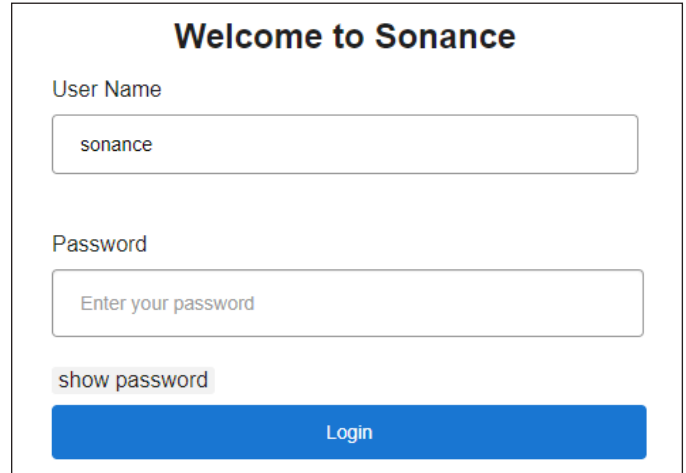 Welcome to Sonance
User Name
sonance
Password
Enter your password
show password
Login